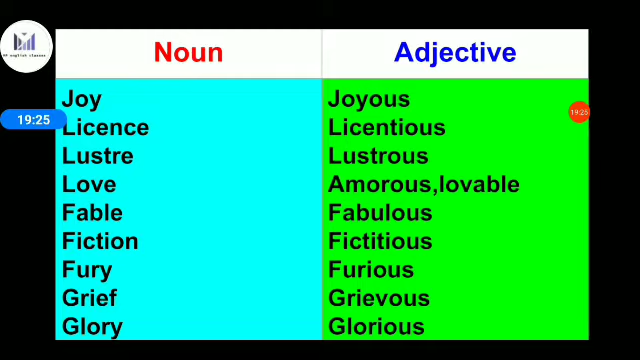 Noun Adjective
Joy Joyous
Licence Licentious
Lustre Lustrous
Love Amorous,lovable
Fable Fabulous
Fiction Fictitious
Fury Furious
Grief Grievous
Glory Glorious
19:25
19:25